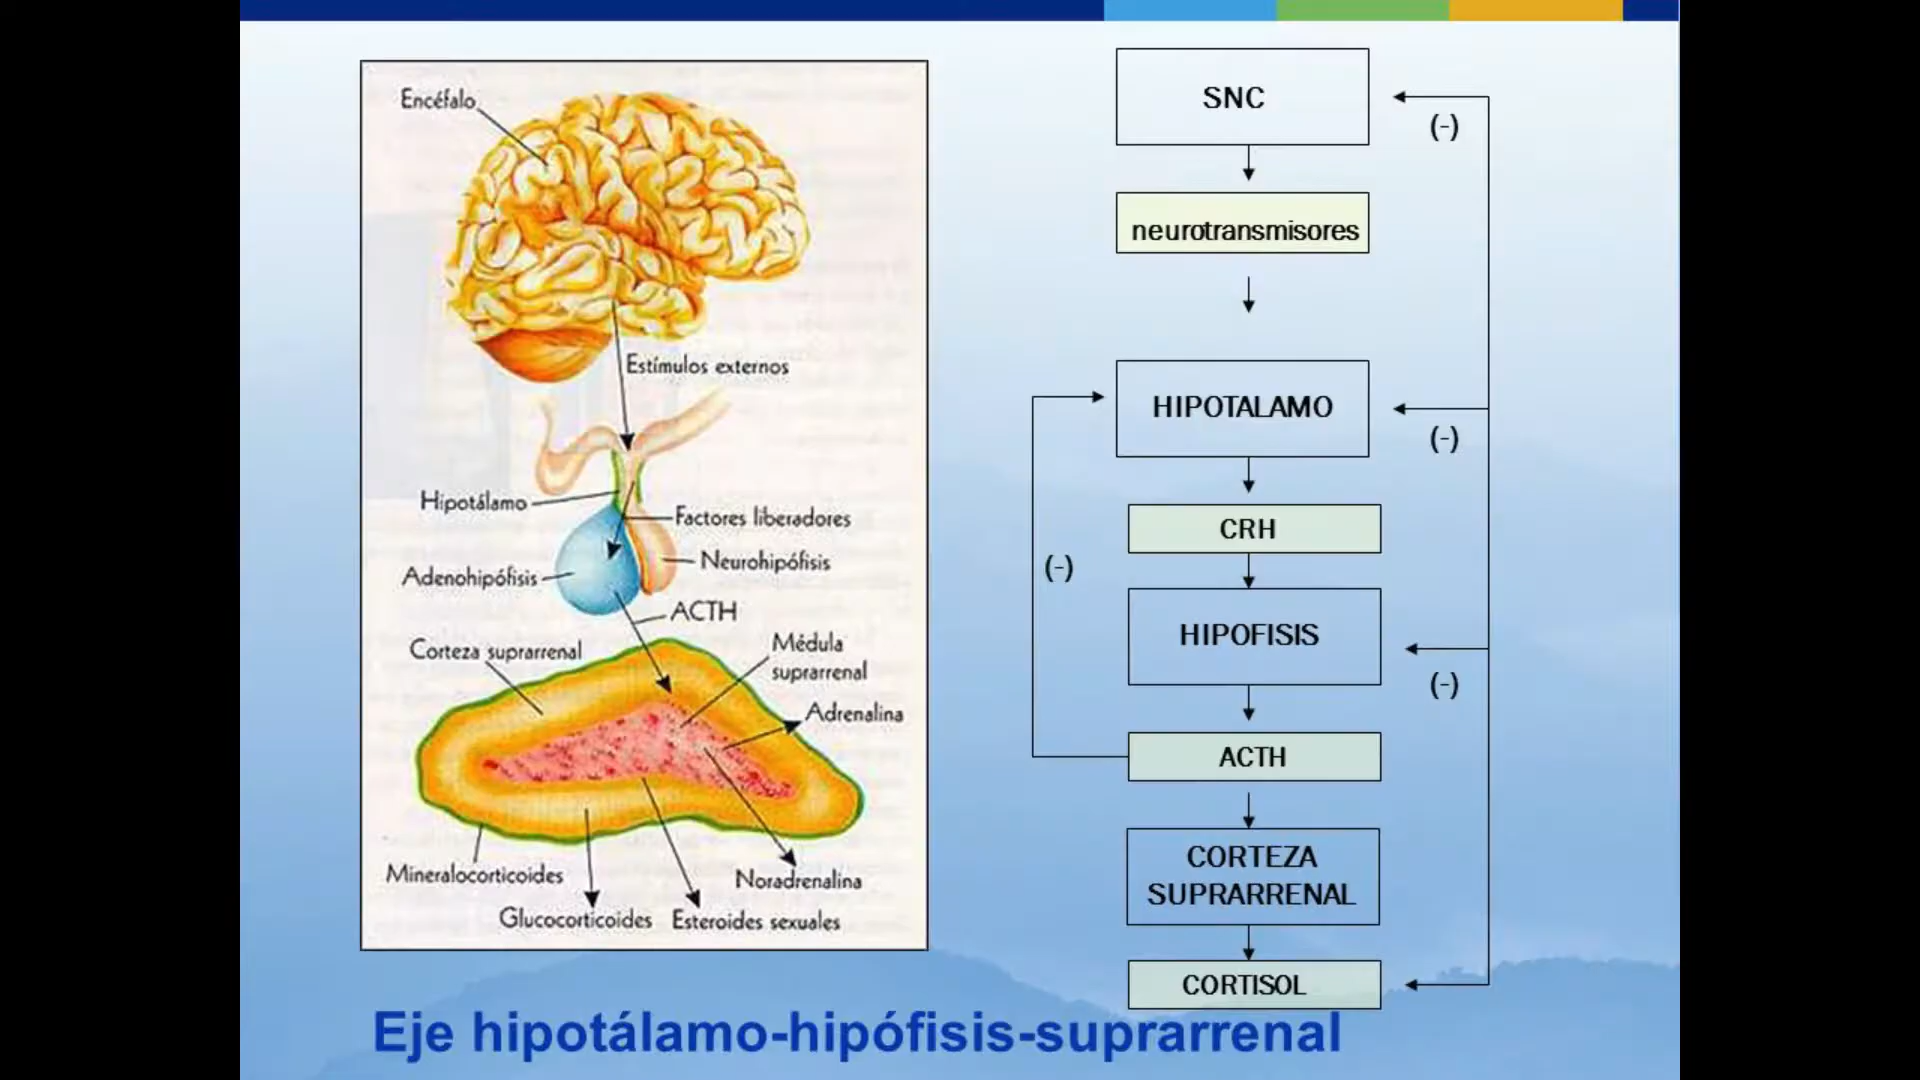 Encéfalo
Estímulos externos
Hipotálamo
Factores liberadores
Neurohipófisis
Adenohipófisis
ACTH
Corteza suprarrenal
Médula
suprarrenal
Adrenalina
Mineralocorticoides
Noradrenalina
Glucocorticoides
Esteroides sexuales
SNC
(-)
neurotransmisores
HIPOTALAMO
(-)
CRH
(-)
HIPOFISIS
(-)
ACTH
CORTEZA
SUPRARRENAL
CORTISOL
Eje hipotálamo-hipófisis-suprarrenal